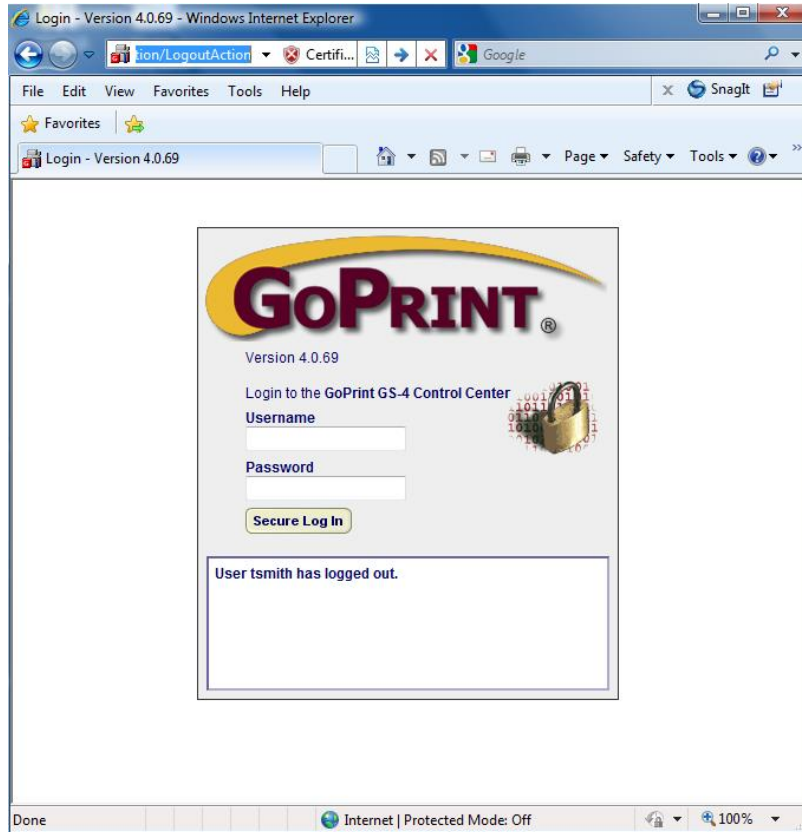 Login - Version 4.0.69 - Windows Internet Explorer
tion/LogoutAction
Certifi...
Google
File Edit View Favorites Tools Help
x SnagIt
Favorites
Login - Version 4.0.69
Page Safety Tools »
GOPRINT ®
Version 4.0.69
Login to the GoPrint GS-4 Control Center
Username
Password
Secure Log In
User tsmith has logged out.
Done
Internet | Protected Mode: Off
100%